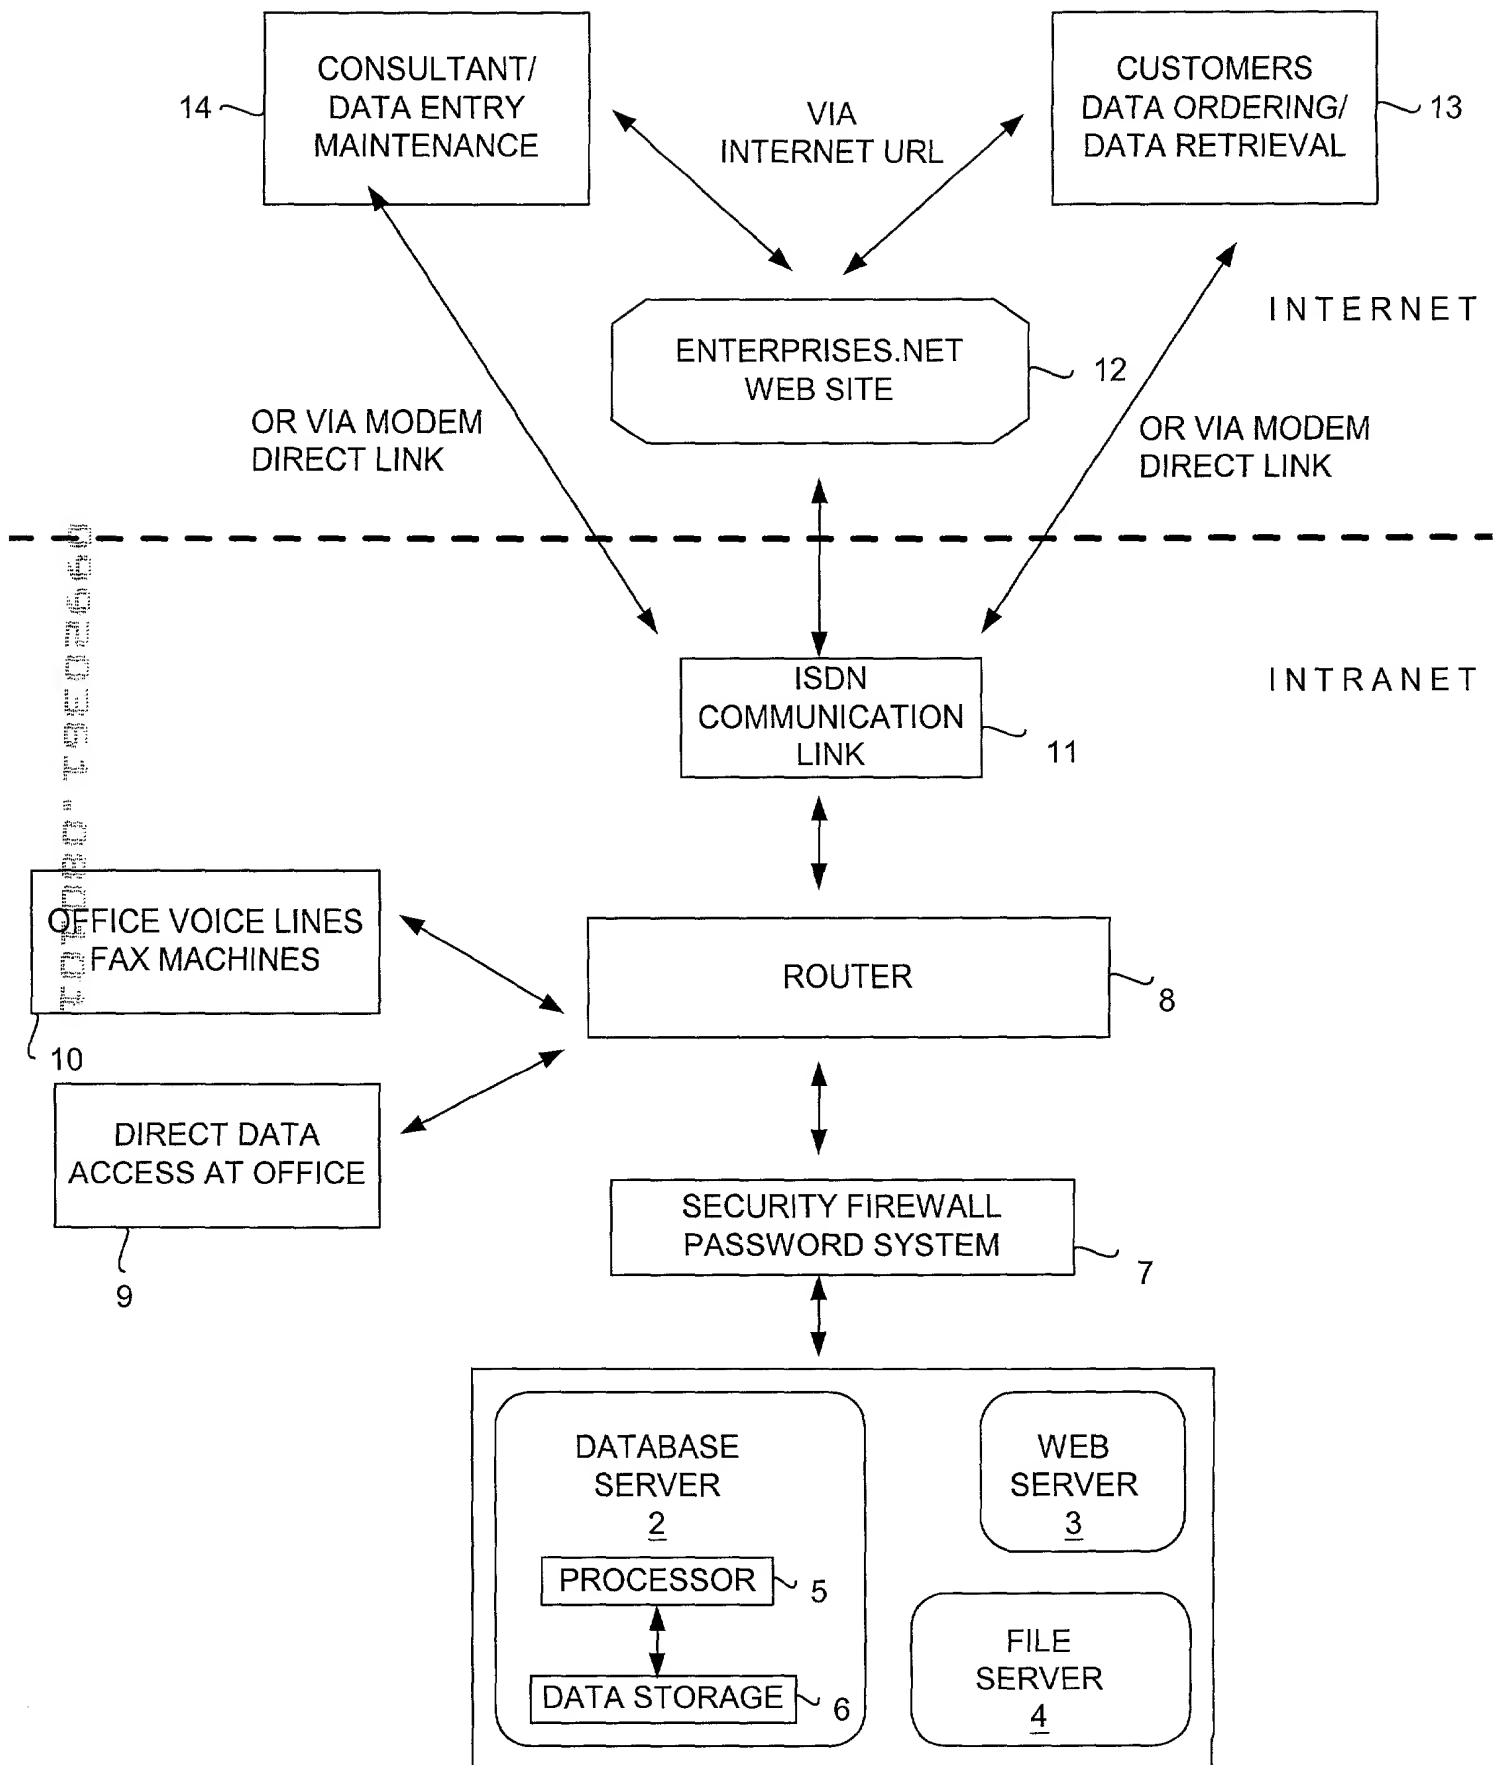 CONSULTANT/
DATA ENTRY
MAINTENANCE
14
VIA
INTERNET URL
CUSTOMERS
DATA ORDERING/
DATA RETRIEVAL
13
INTERNET
ENTERPRISES.NET
WEB SITE
12
OR VIA MODEM
DIRECT LINK
OR VIA MODEM
DIRECT LINK
INTRANET
ISDN
COMMUNICATION
LINK
11
OFFICE VOICE LINES
FAX MACHINES
10
ROUTER
8
DIRECT DATA
ACCESS AT OFFICE
9
SECURITY FIREWALL
PASSWORD SYSTEM
7
DATABASE
SERVER
2
PROCESSOR
5
DATA STORAGE
6
WEB
SERVER
3
FILE
SERVER
4